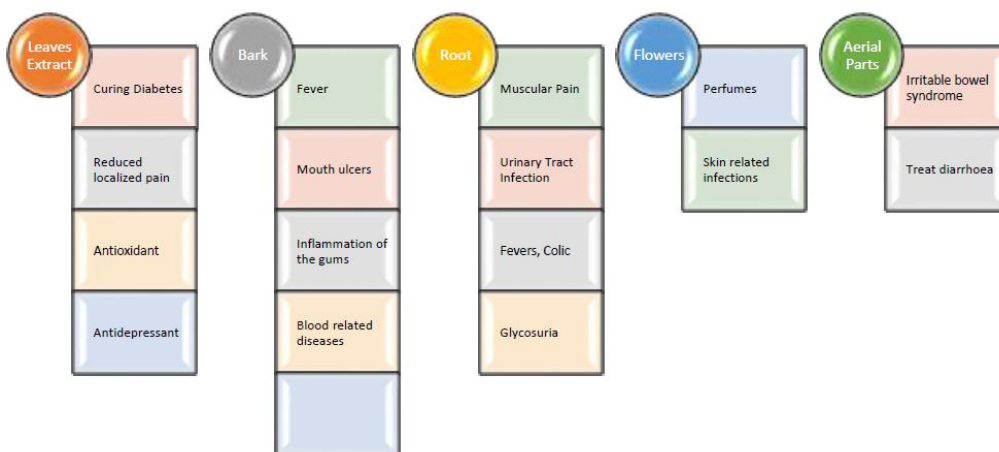 Leaves
Extract
Curing Diabetes
Reduced
localized pain
Antioxidant
Antidepressant
Bark
Fever
Mouth ulcers
Inflammation of
the gums
Blood related
diseases
Root
Muscular Pain
Urinary Tract
Infection
Fevers, Colic
Glycosuria
Flowers
Perfumes
Skin related
infections
Aerial
Parts
Irritable bowel
syndrome
Treat diarrhoea